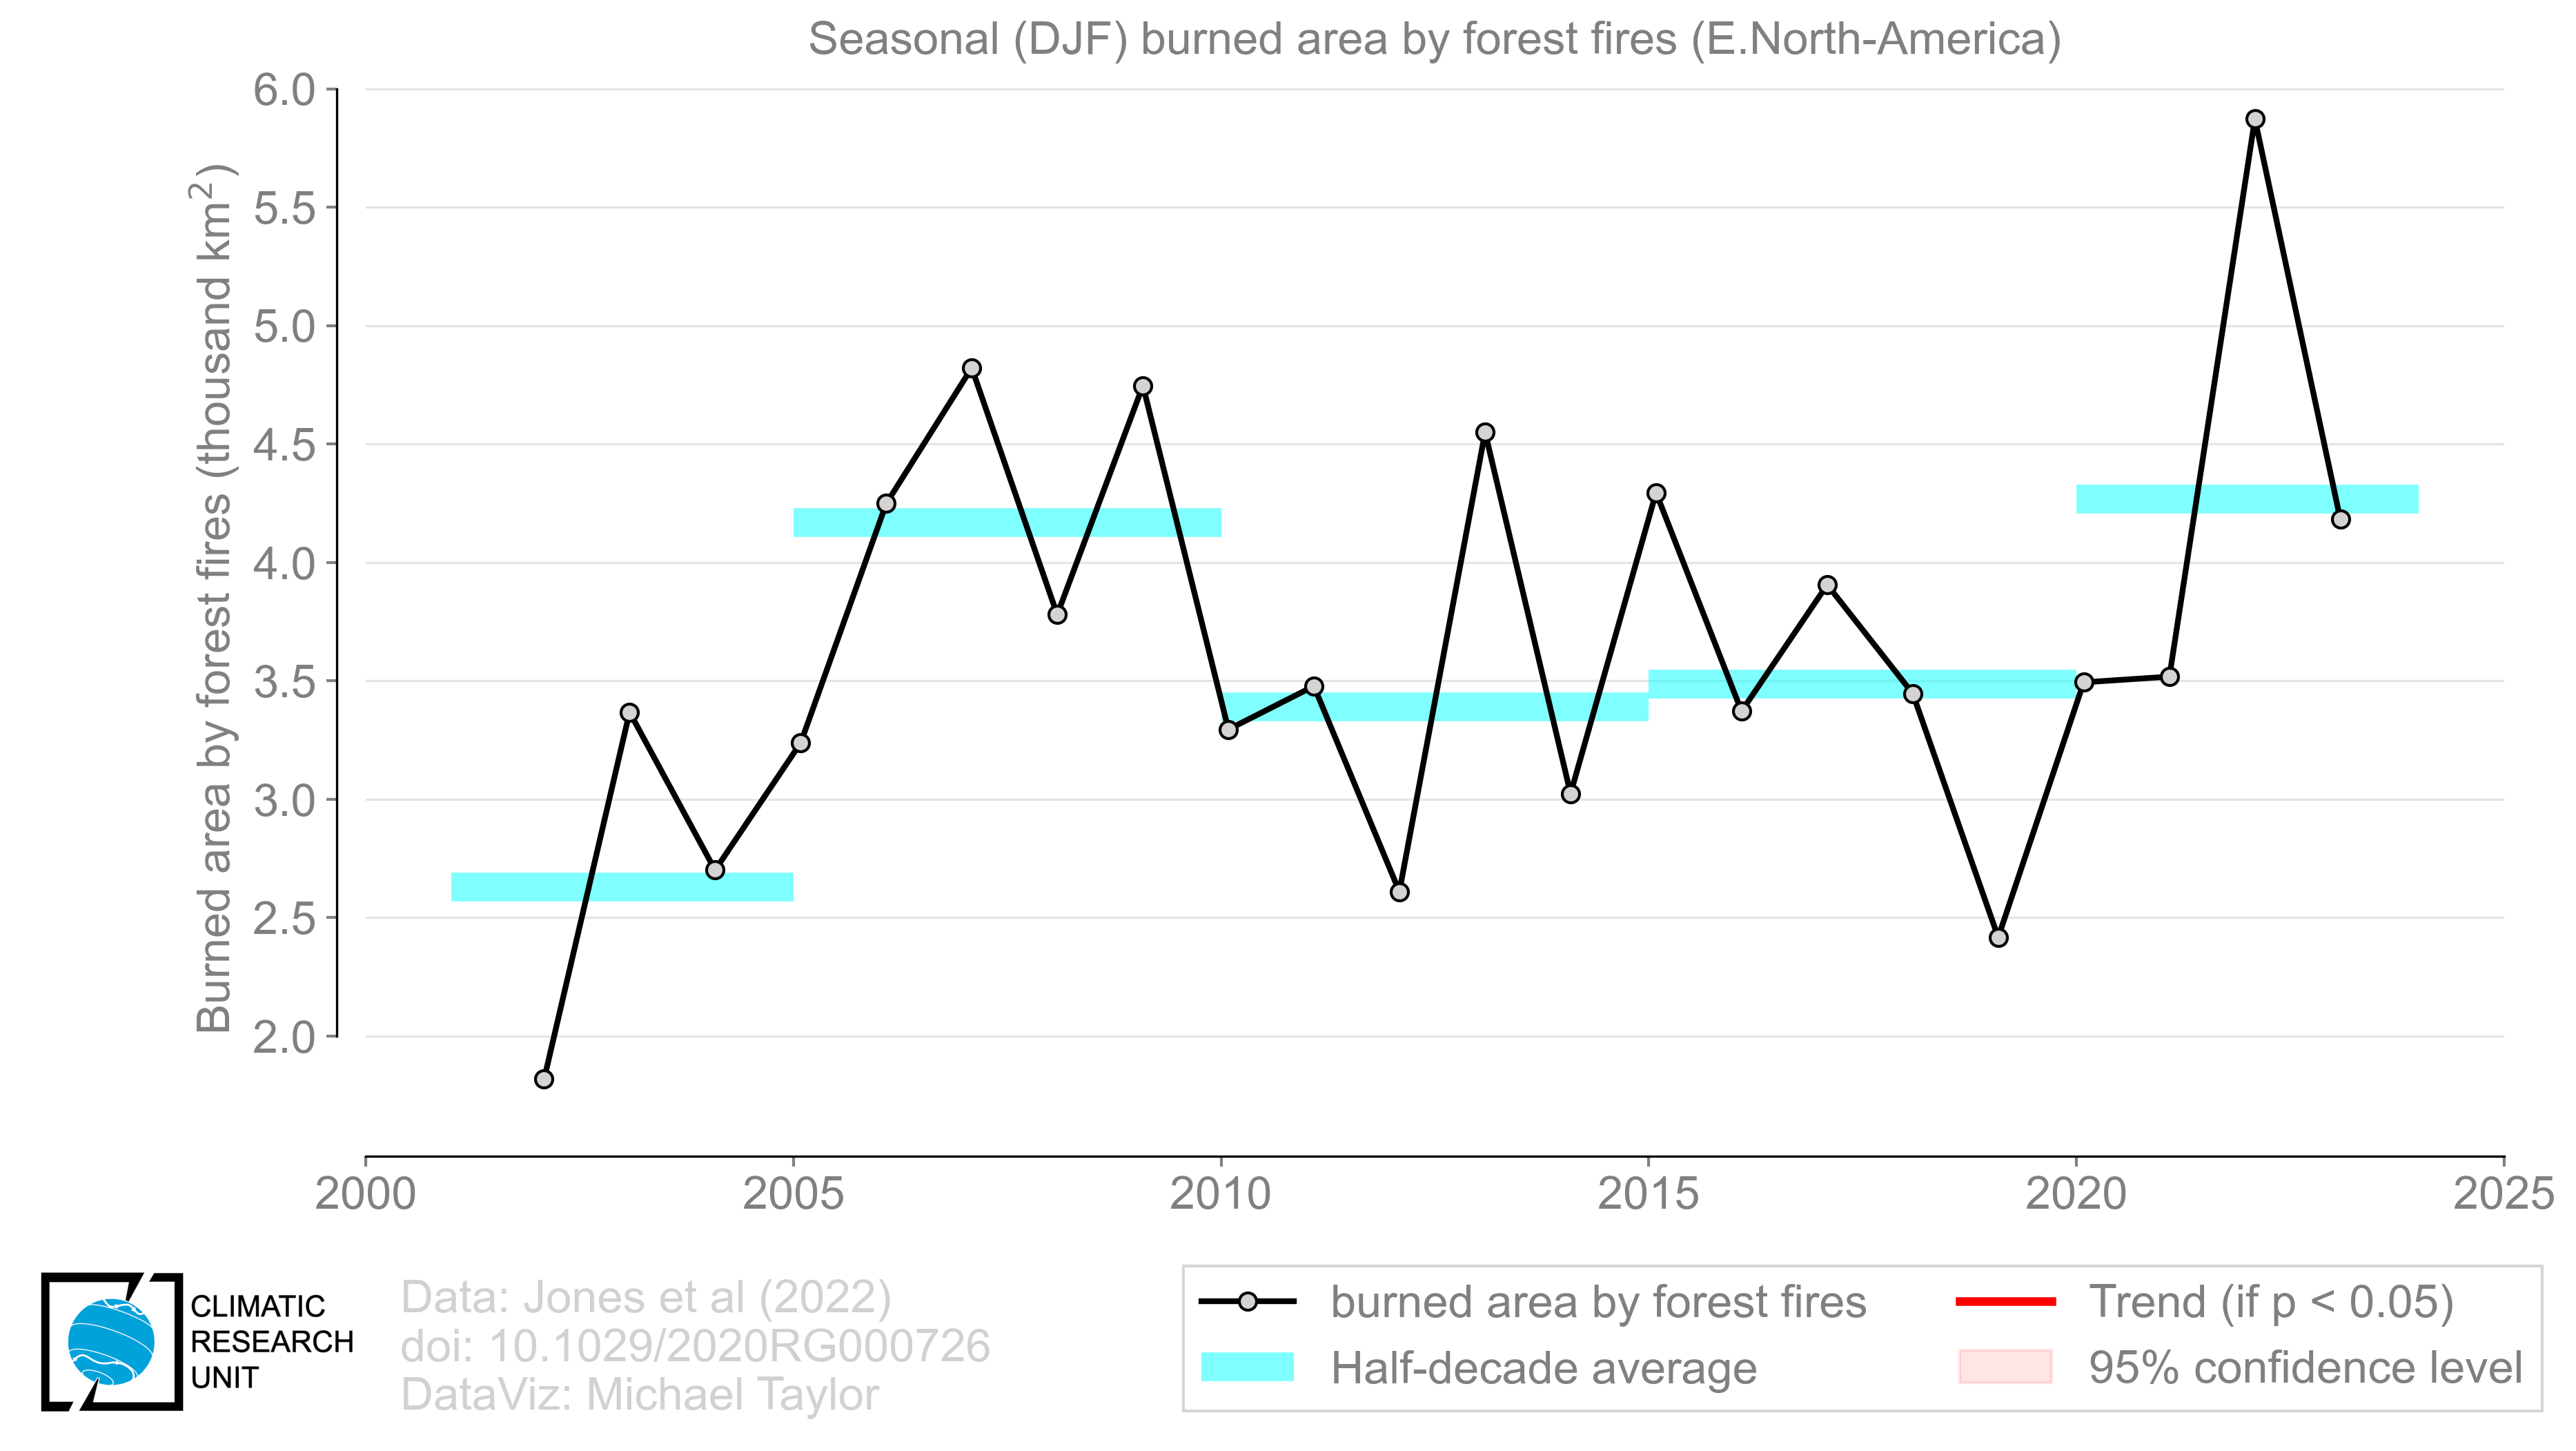 Seasonal (DJF) burned area by forest fires (E.North-America)
Burned area by forest fires (thousand km²)
6.0
5.5
5.0
4.5
4.0
3.5
3.0
2.5
2.0
2000
2005
2010
2015
2020
2025
CLIMATIC
RESEARCH
UNIT
Data: Jones et al (2022)
doi: 10.1029/2020RG000726
DataViz: Michael Taylor
burned area by forest fires
Half-decade average
Trend (if p < 0.05)
95% confidence level